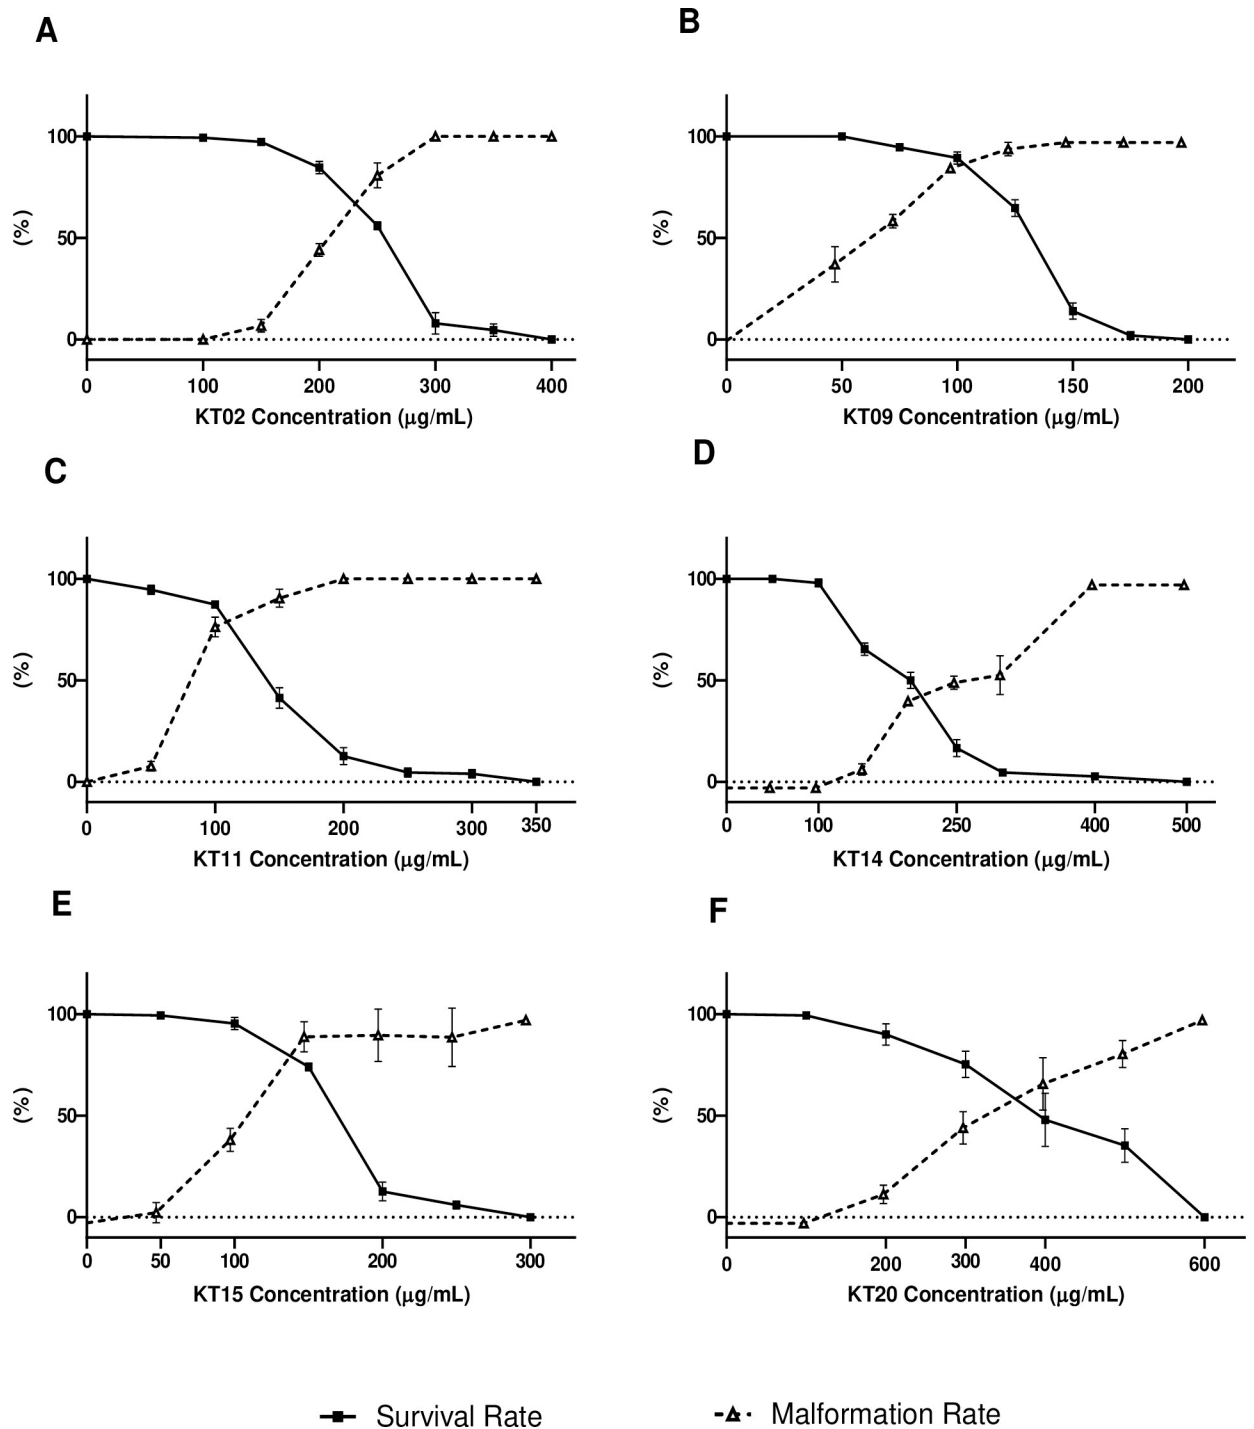 A
B
100
50
0
(%)
0 100 200 300 400
KT02 Concentration (μg/mL)
100
50
0
(%)
0 50 100 150 200
KT09 Concentration (μg/mL)
C
D
100
50
0
(%)
0 100 200 300 350
KT11 Concentration (μg/mL)
100
50
0
(%)
0 100 250 400 500
KT14 Concentration (μg/mL)
E
F
100
50
0
(%)
0 50 100 200 300
KT15 Concentration (μg/mL)
100
50
0
(%)
0 200 300 400 600
KT20 Concentration (μg/mL)
Survival Rate
Malformation Rate